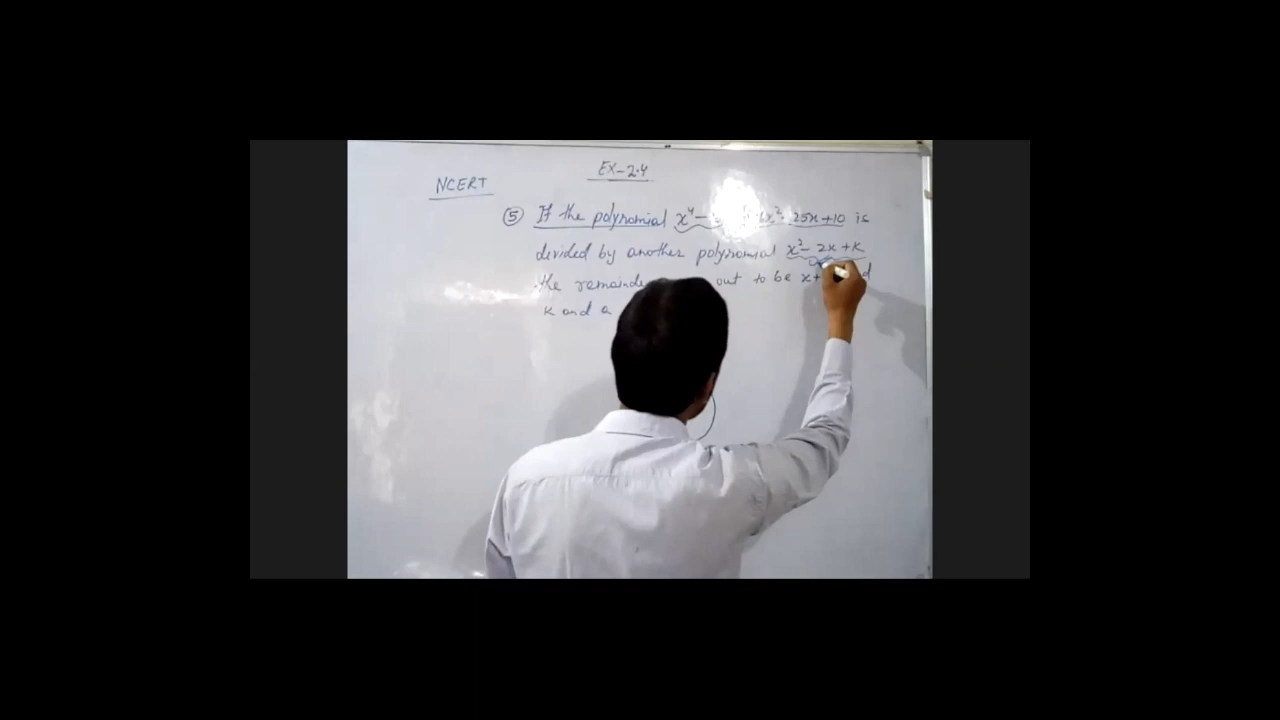 EX-2.4
NCERT
⑤ If the polynomial x⁴ - x² - 25x + 10 is
divided by another polynomial x² - 2x + k
the out to be x+
k and a